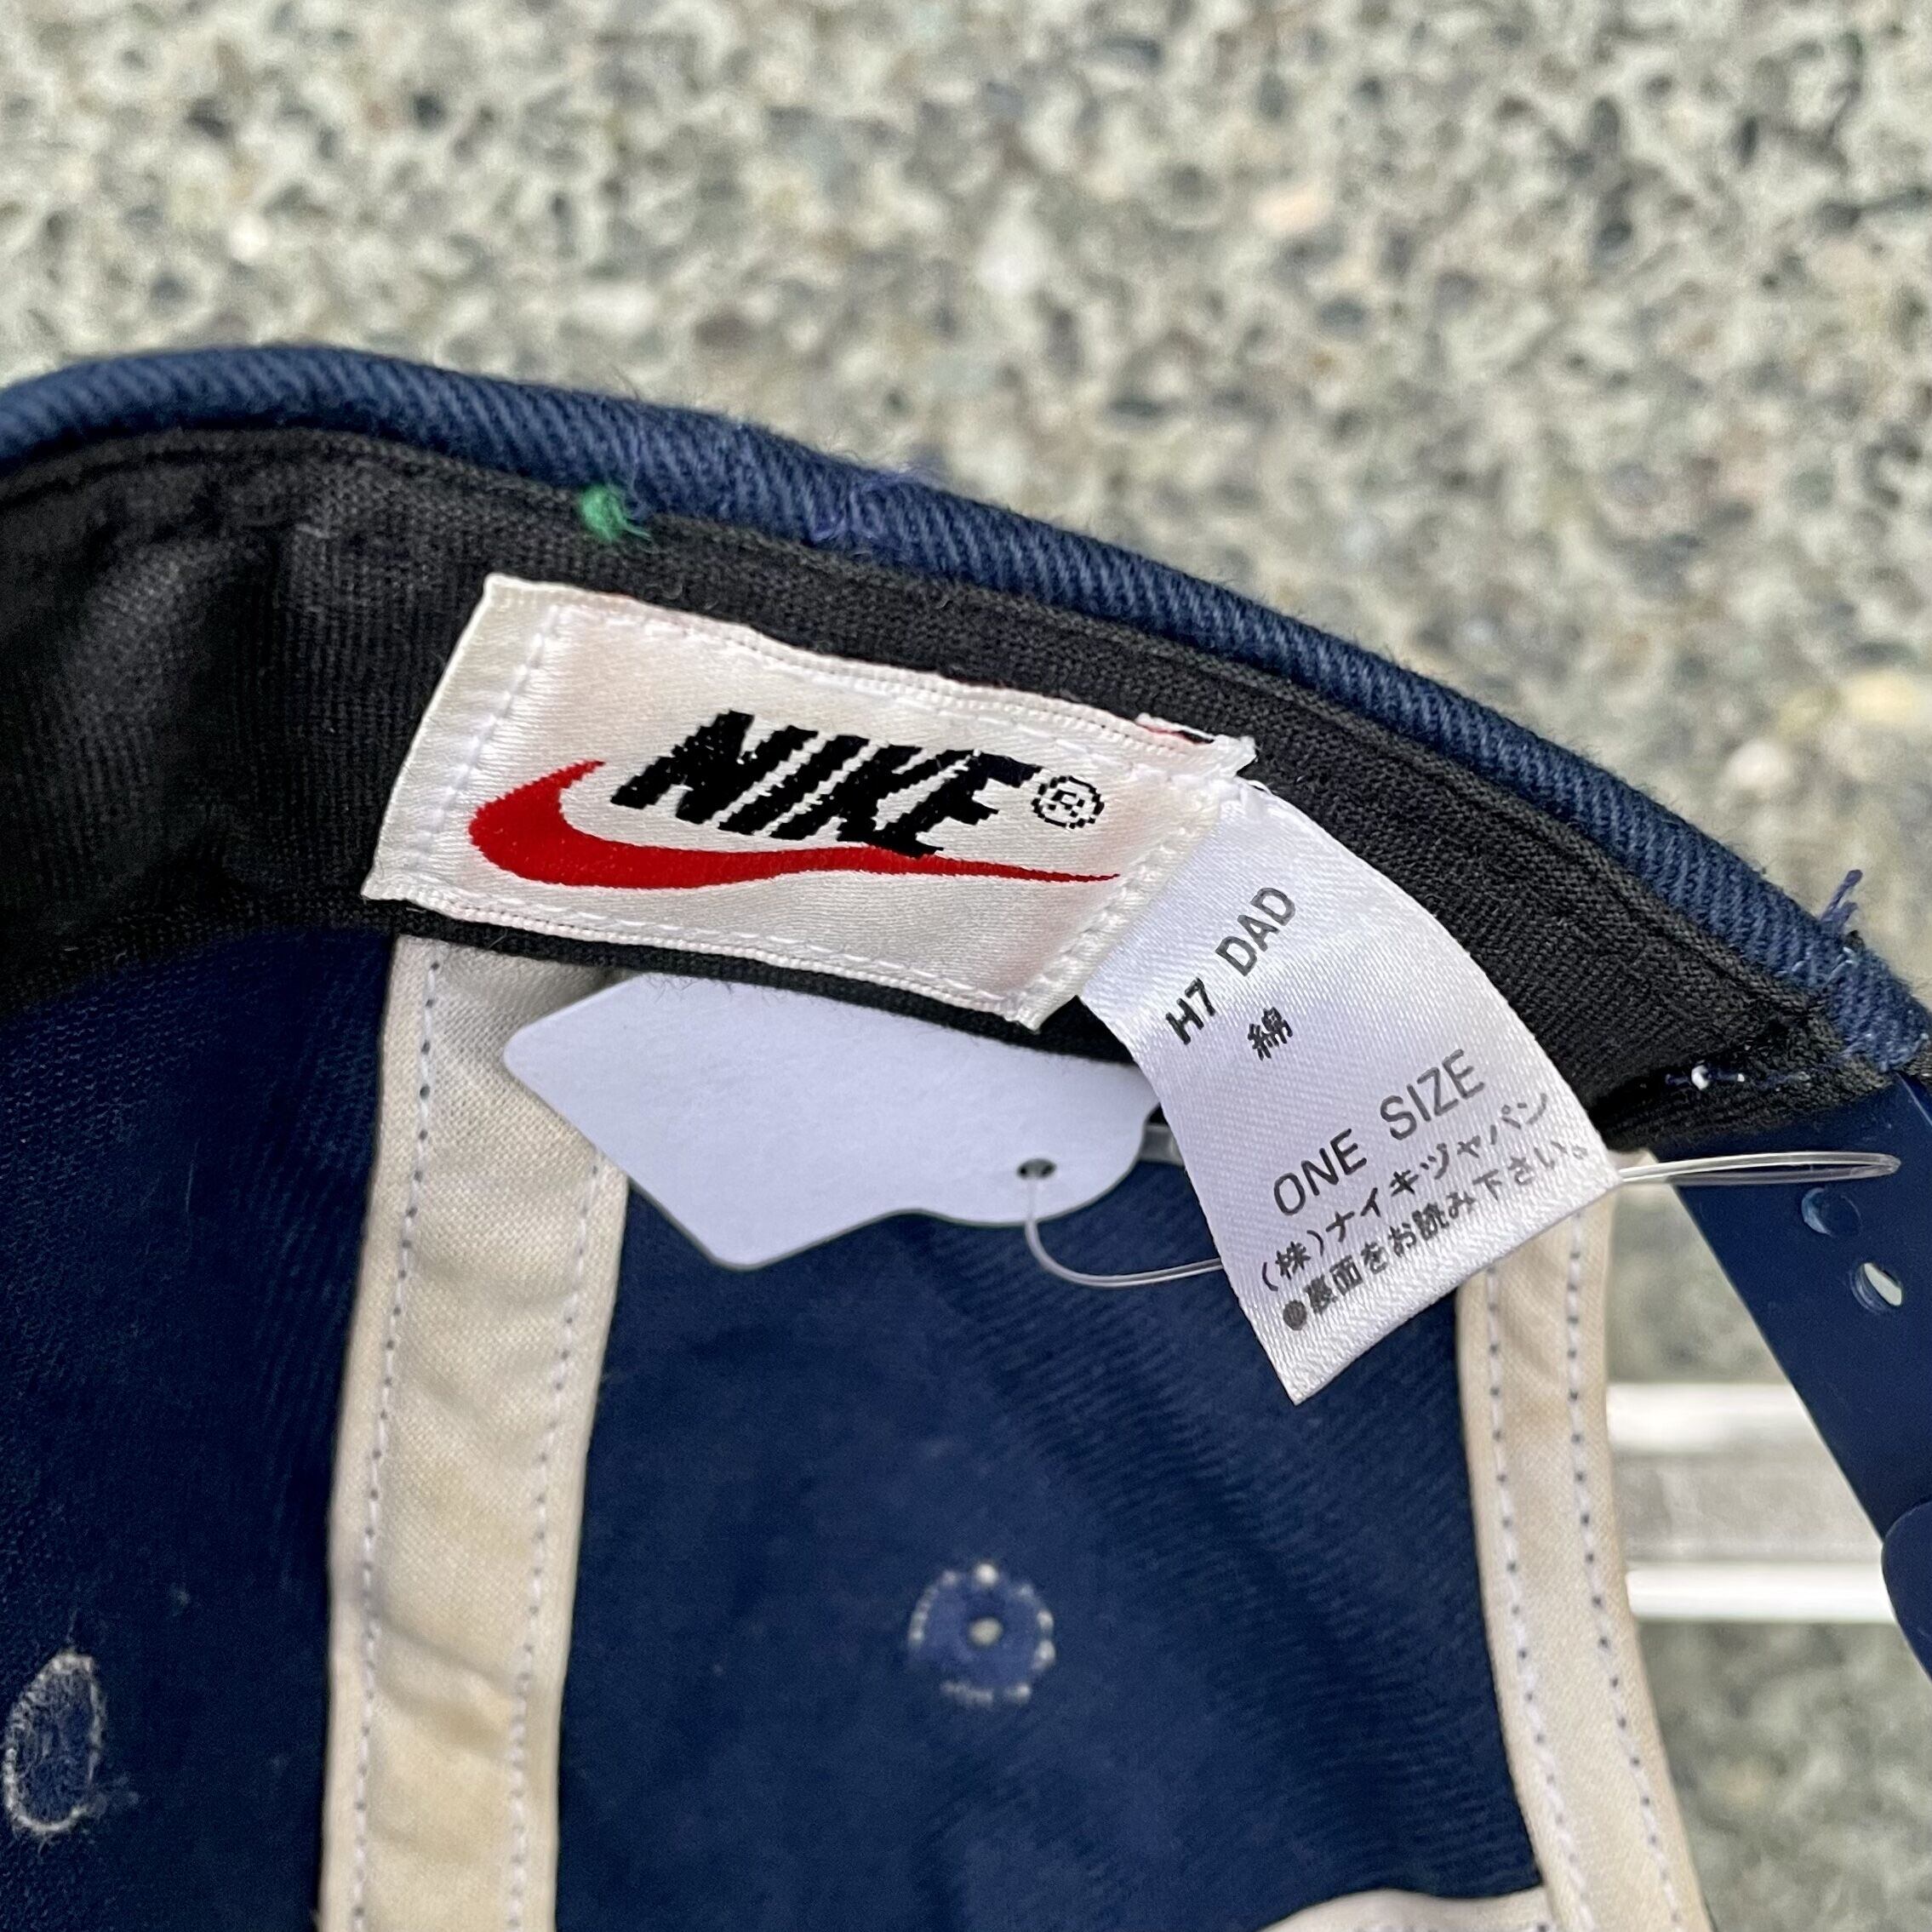 NIKE®
H7 DAD
綿
ONE SIZE
(株)ナイキジャパン
●裏面をお読み下さい。